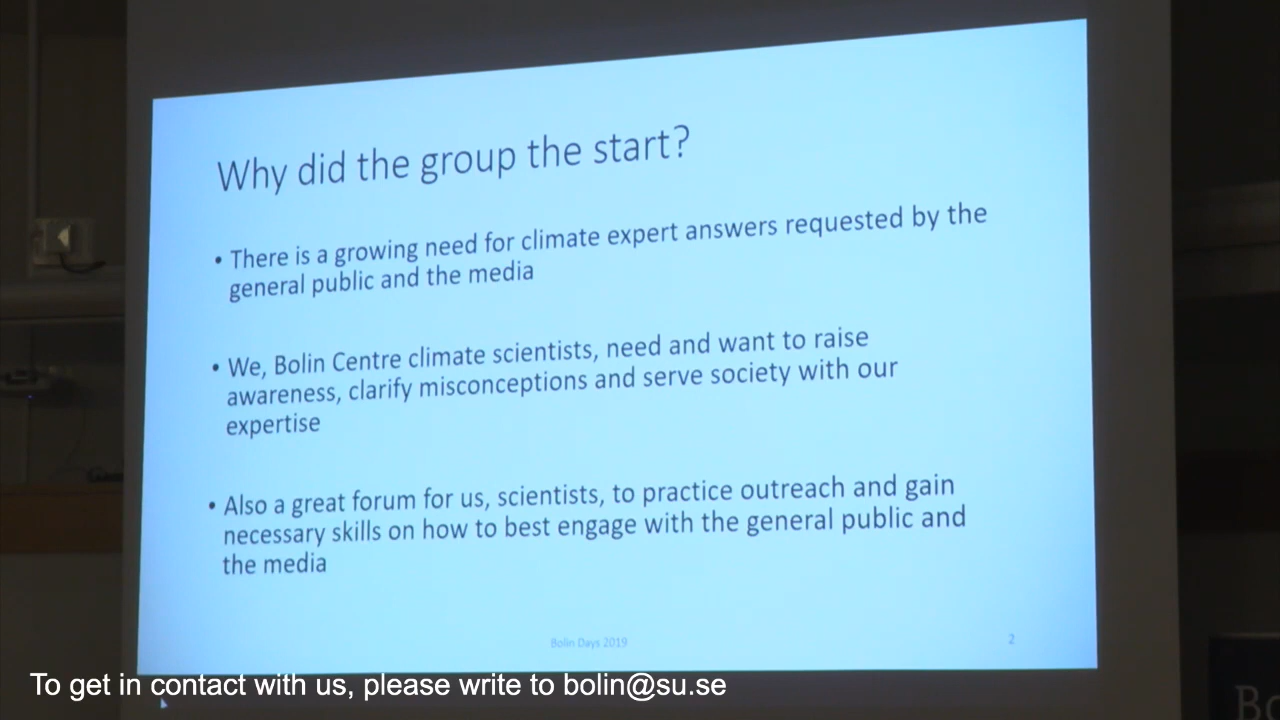 Why did the group the start?
• There is a growing need for climate expert answers requested by the
general public and the media
• We, Bolin Centre climate scientists, need and want to raise
awareness, clarify misconceptions and serve society with our
expertise
• Also a great forum for us, scientists, to practice outreach and gain
necessary skills on how to best engage with the general public and
the media
Bolin Days 2019
2
To get in contact with us, please write to bolin@su.se